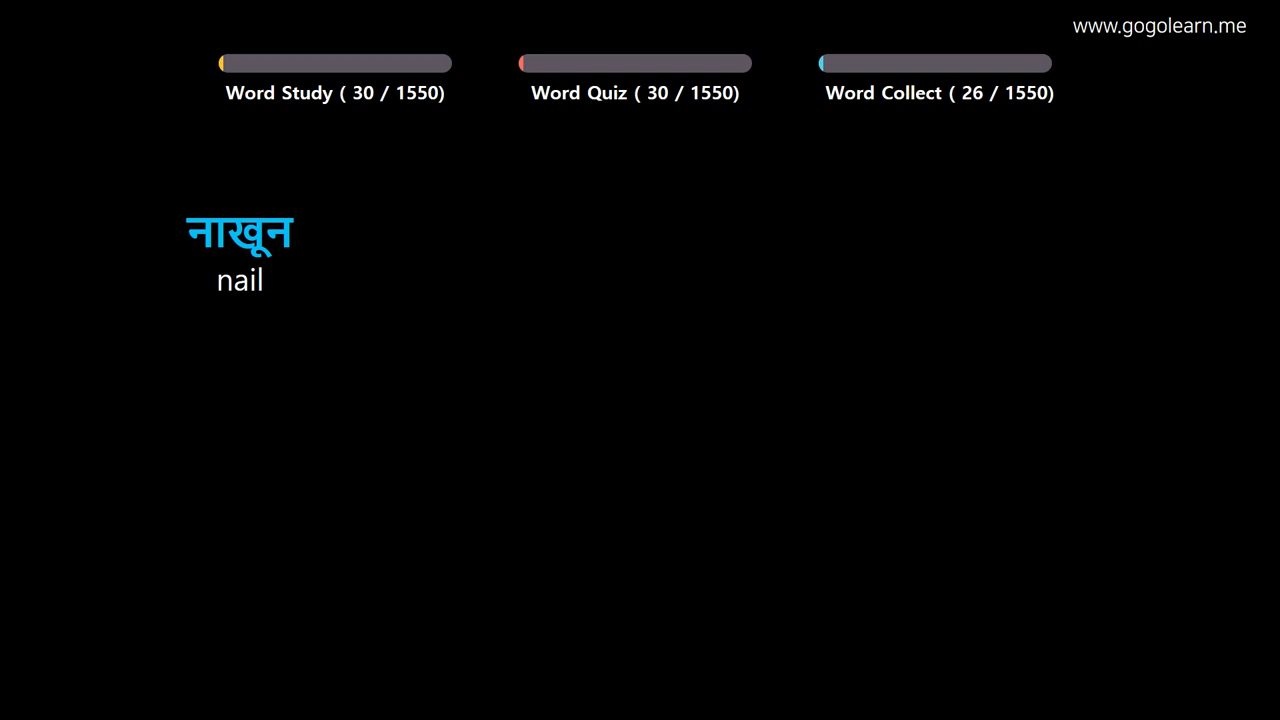 www.gogolearn.me
Word Study ( 30 / 1550)
Word Quiz ( 30 / 1550)
Word Collect ( 26 / 1550)
नाखून
nail